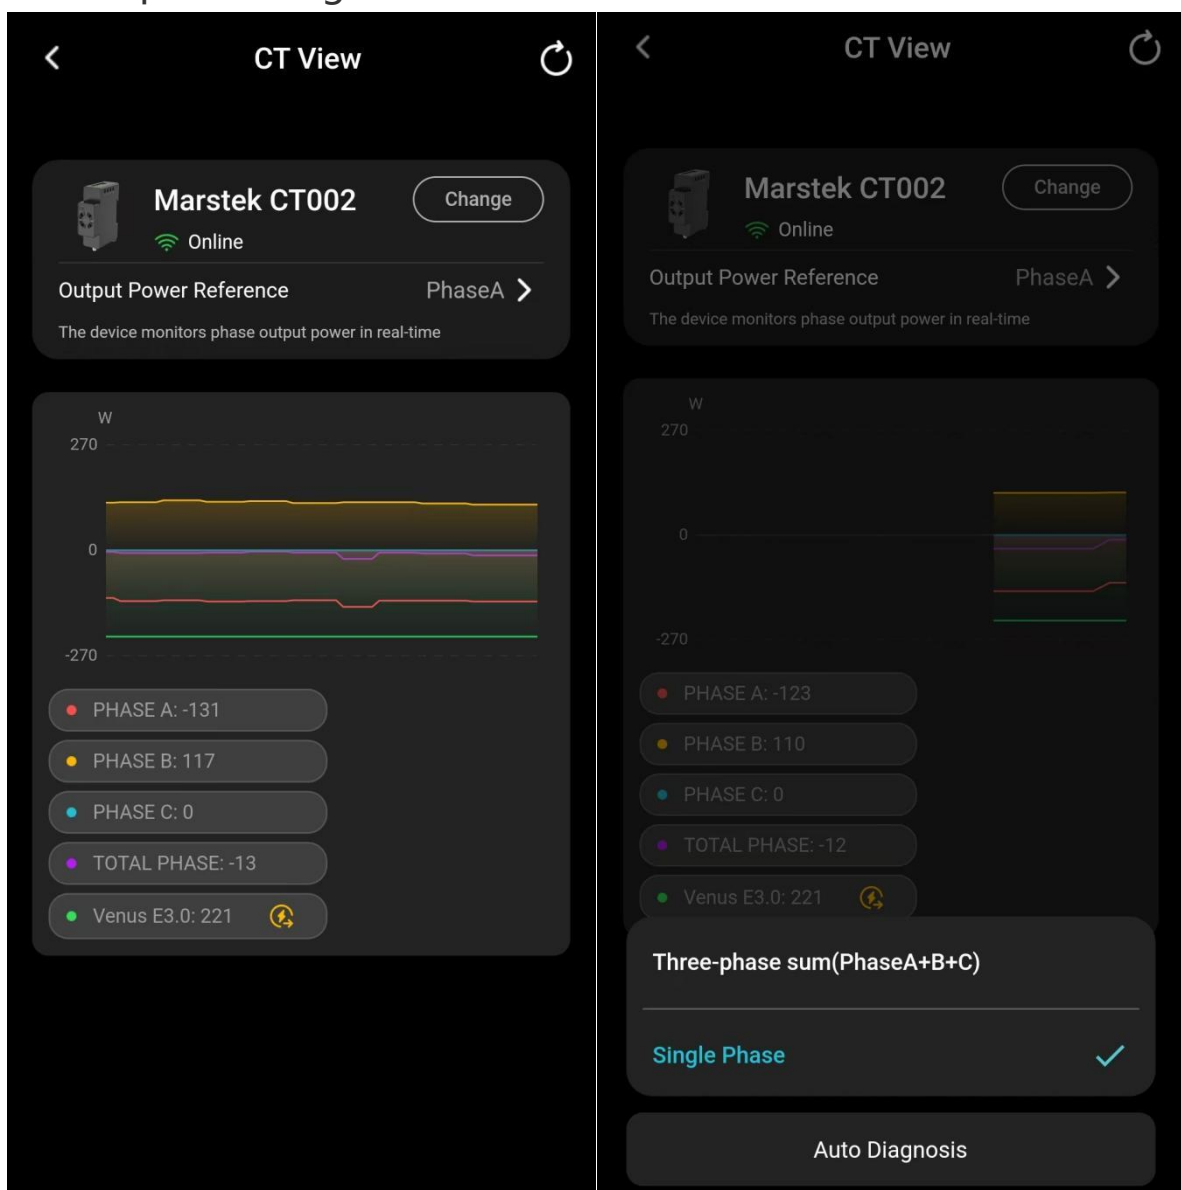 CT View
Marstek CT002
Change
Online
Output Power Reference
PhaseA
The device monitors phase output power in real-time
W
270
0
-270
PHASE A: -131
PHASE B: 117
PHASE C: 0
TOTAL PHASE: -13
Venus E3.0: 221
CT View
Marstek CT002
Change
Online
Output Power Reference
PhaseA
The device monitors phase output power in real-time
W
270
0
-270
PHASE A: -123
PHASE B: 110
PHASE C: 0
TOTAL PHASE: -12
Venus E3.0: 221
Three-phase sum(PhaseA+B+C)
Single Phase
Auto Diagnosis